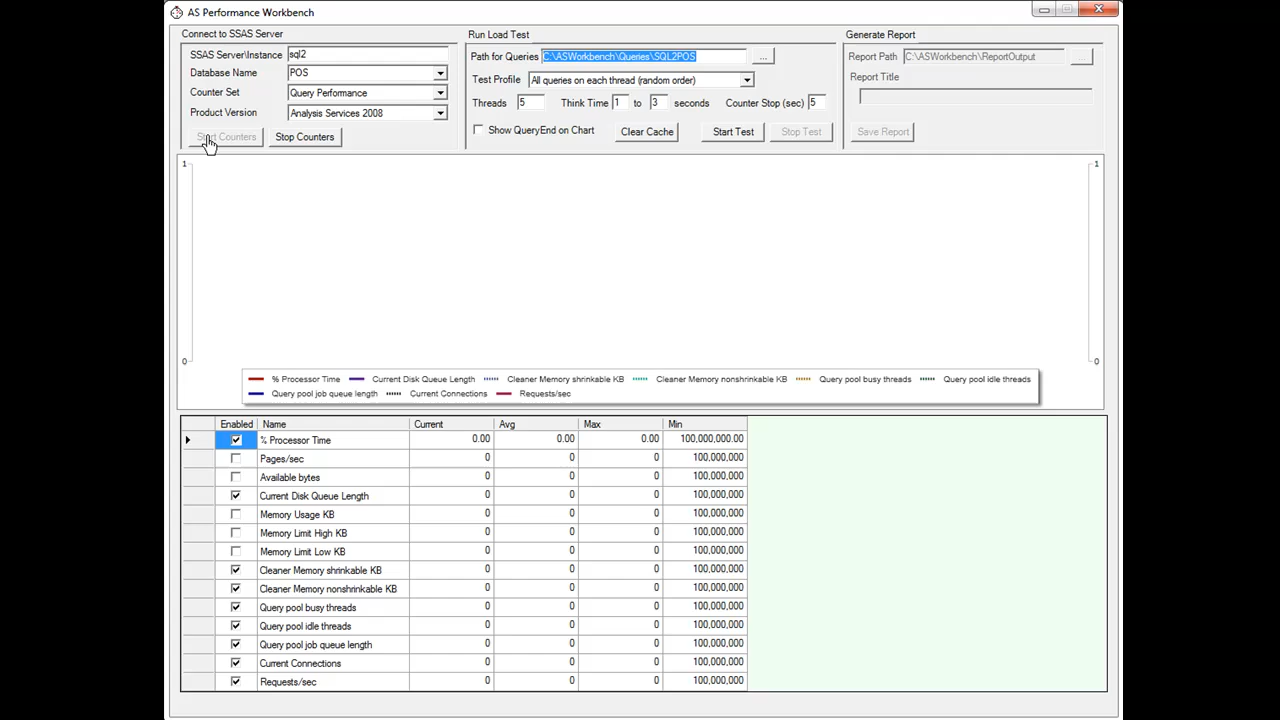 AS Performance Workbench
Connect to SSAS Server
SSAS Server\Instance sql2
Database Name POS
Counter Set Query Performance
Product Version Analysis Services 2008
Start Counters Stop Counters
Run Load Test
Path for Queries C:\ASWorkbench\Queries\SQL2POS ...
Test Profile All queries on each thread (random order)
Threads 5 Think Time 1 to 3 seconds Counter Stop (sec) 5
Show QueryEnd on Chart Clear Cache Start Test Stop Test
Generate Report
Report Path C:\ASWorkbench\ReportOutput ...
Report Title
Save Report
1 1
0 0
% Processor Time Current Disk Queue Length Cleaner Memory shrinkable KB Cleaner Memory nonshrinkable KB Query pool busy threads Query pool idle threads
Query pool job queue length Current Connections Requests/sec
Enabled Name Current Avg Max Min
% Processor Time 0.00 0.00 0.00 100,000,000.00
Pages/sec 0 0 0 100,000,000
Available bytes 0 0 0 100,000,000
Current Disk Queue Length 0 0 0 100,000,000
Memory Usage KB 0 0 0 100,000,000
Memory Limit High KB 0 0 0 100,000,000
Memory Limit Low KB 0 0 0 100,000,000
Cleaner Memory shrinkable KB 0 0 0 100,000,000
Cleaner Memory nonshrinkable KB 0 0 0 100,000,000
Query pool busy threads 0 0 0 100,000,000
Query pool idle threads 0 0 0 100,000,000
Query pool job queue length 0 0 0 100,000,000
Current Connections 0 0 0 100,000,000
Requests/sec 0 0 0 100,000,000